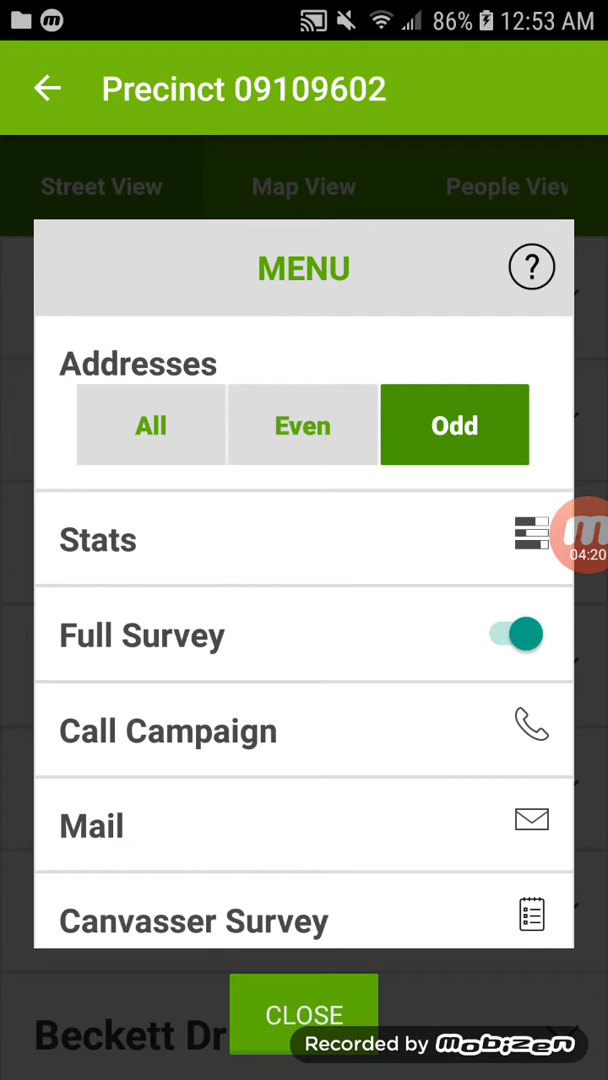 86% 12:53 AM
Precinct 09109602
Street View Map View People View
MENU ?
Addresses
All Even Odd
Stats
04:20
Full Survey
Call Campaign
Mail
Canvasser Survey
CLOSE
Beckett Dr
Recorded by mobizen